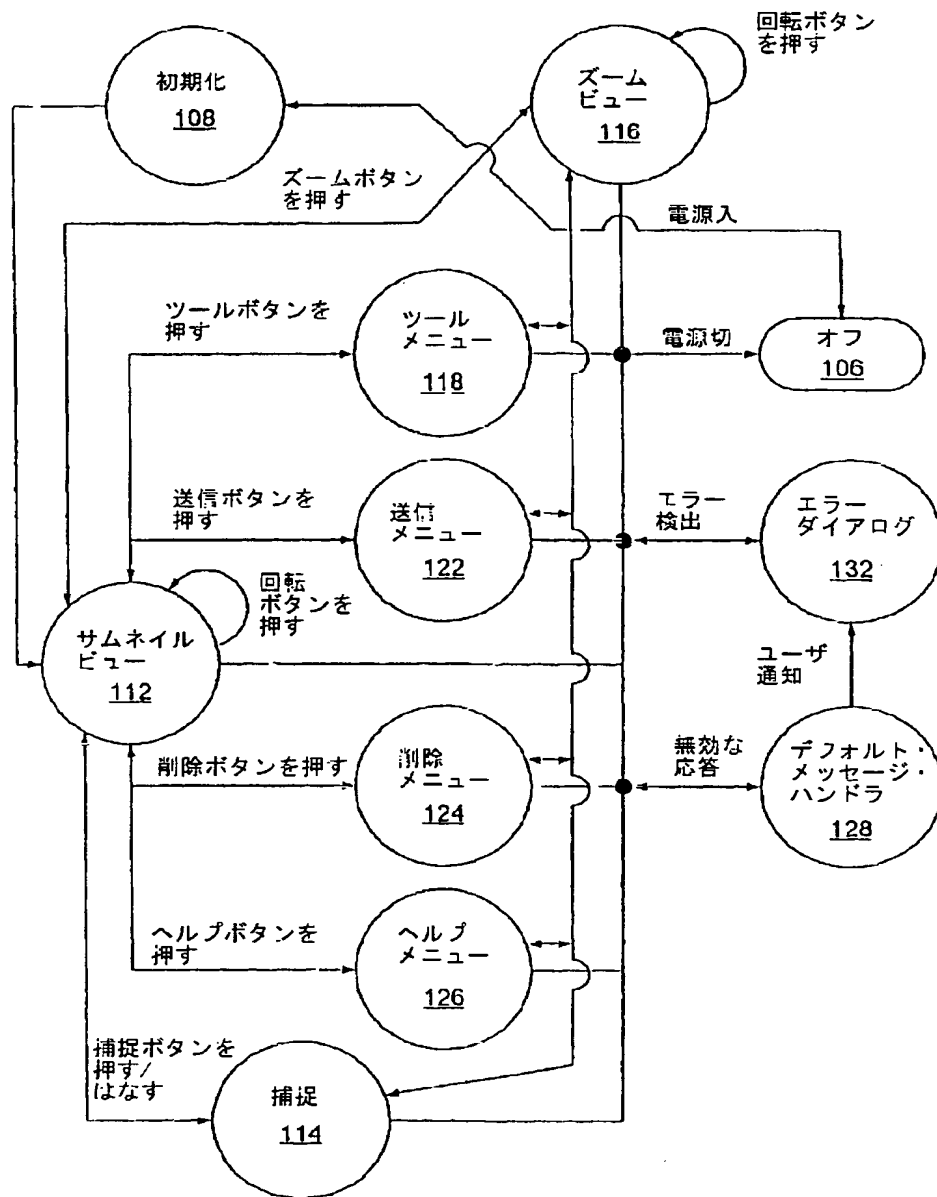 回転ボタン
を押す
初期化
108
ズーム
ビュー
116
ズームボタン
を押す
電源入
ツールボタンを
押す
ツール
メニュー
118
電源切
オフ
106
送信ボタンを
押す
送信
メニュー
122
エラー
検出
エラー
ダイアログ
132
回転
ボタンを
押す
サムネイル
ビュー
112
ユーザ
通知
削除ボタンを押す
削除
メニュー
124
無効な
応答
デフォルト・
メッセージ・
ハンドラ
128
ヘルプボタンを
押す
ヘルプ
メニュー
126
捕捉ボタンを
押す/
はなす
捕捉
114